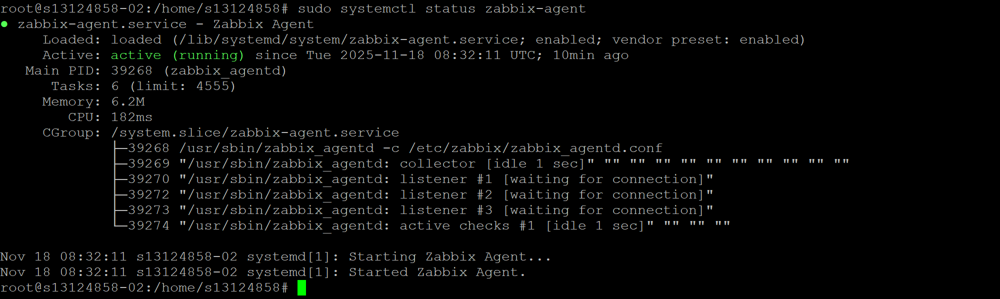 root@s13124858-02:/home/s13124858# sudo systemctl status zabbix-agent
● zabbix-agent.service - Zabbix Agent
     Loaded: loaded (/lib/systemd/system/zabbix-agent.service; enabled; vendor preset: enabled)
     Active: active (running) since Tue 2025-11-18 08:32:11 UTC; 10min ago
   Main PID: 39268 (zabbix_agentd)
      Tasks: 6 (limit: 4555)
     Memory: 6.2M
        CPU: 182ms
     CGroup: /system.slice/zabbix-agent.service
             ├─39268 /usr/sbin/zabbix_agentd -c /etc/zabbix/zabbix_agentd.conf
             ├─39269 "/usr/sbin/zabbix_agentd: collector [idle 1 sec]" "" "" "" "" "" "" "" "" "" ""
             ├─39270 "/usr/sbin/zabbix_agentd: listener #1 [waiting for connection]"
             ├─39272 "/usr/sbin/zabbix_agentd: listener #2 [waiting for connection]"
             ├─39273 "/usr/sbin/zabbix_agentd: listener #3 [waiting for connection]"
             └─39274 "/usr/sbin/zabbix_agentd: active checks #1 [idle 1 sec]" "" "" ""

Nov 18 08:32:11 s13124858-02 systemd[1]: Starting Zabbix Agent...
Nov 18 08:32:11 s13124858-02 systemd[1]: Started Zabbix Agent.
root@s13124858-02:/home/s13124858#